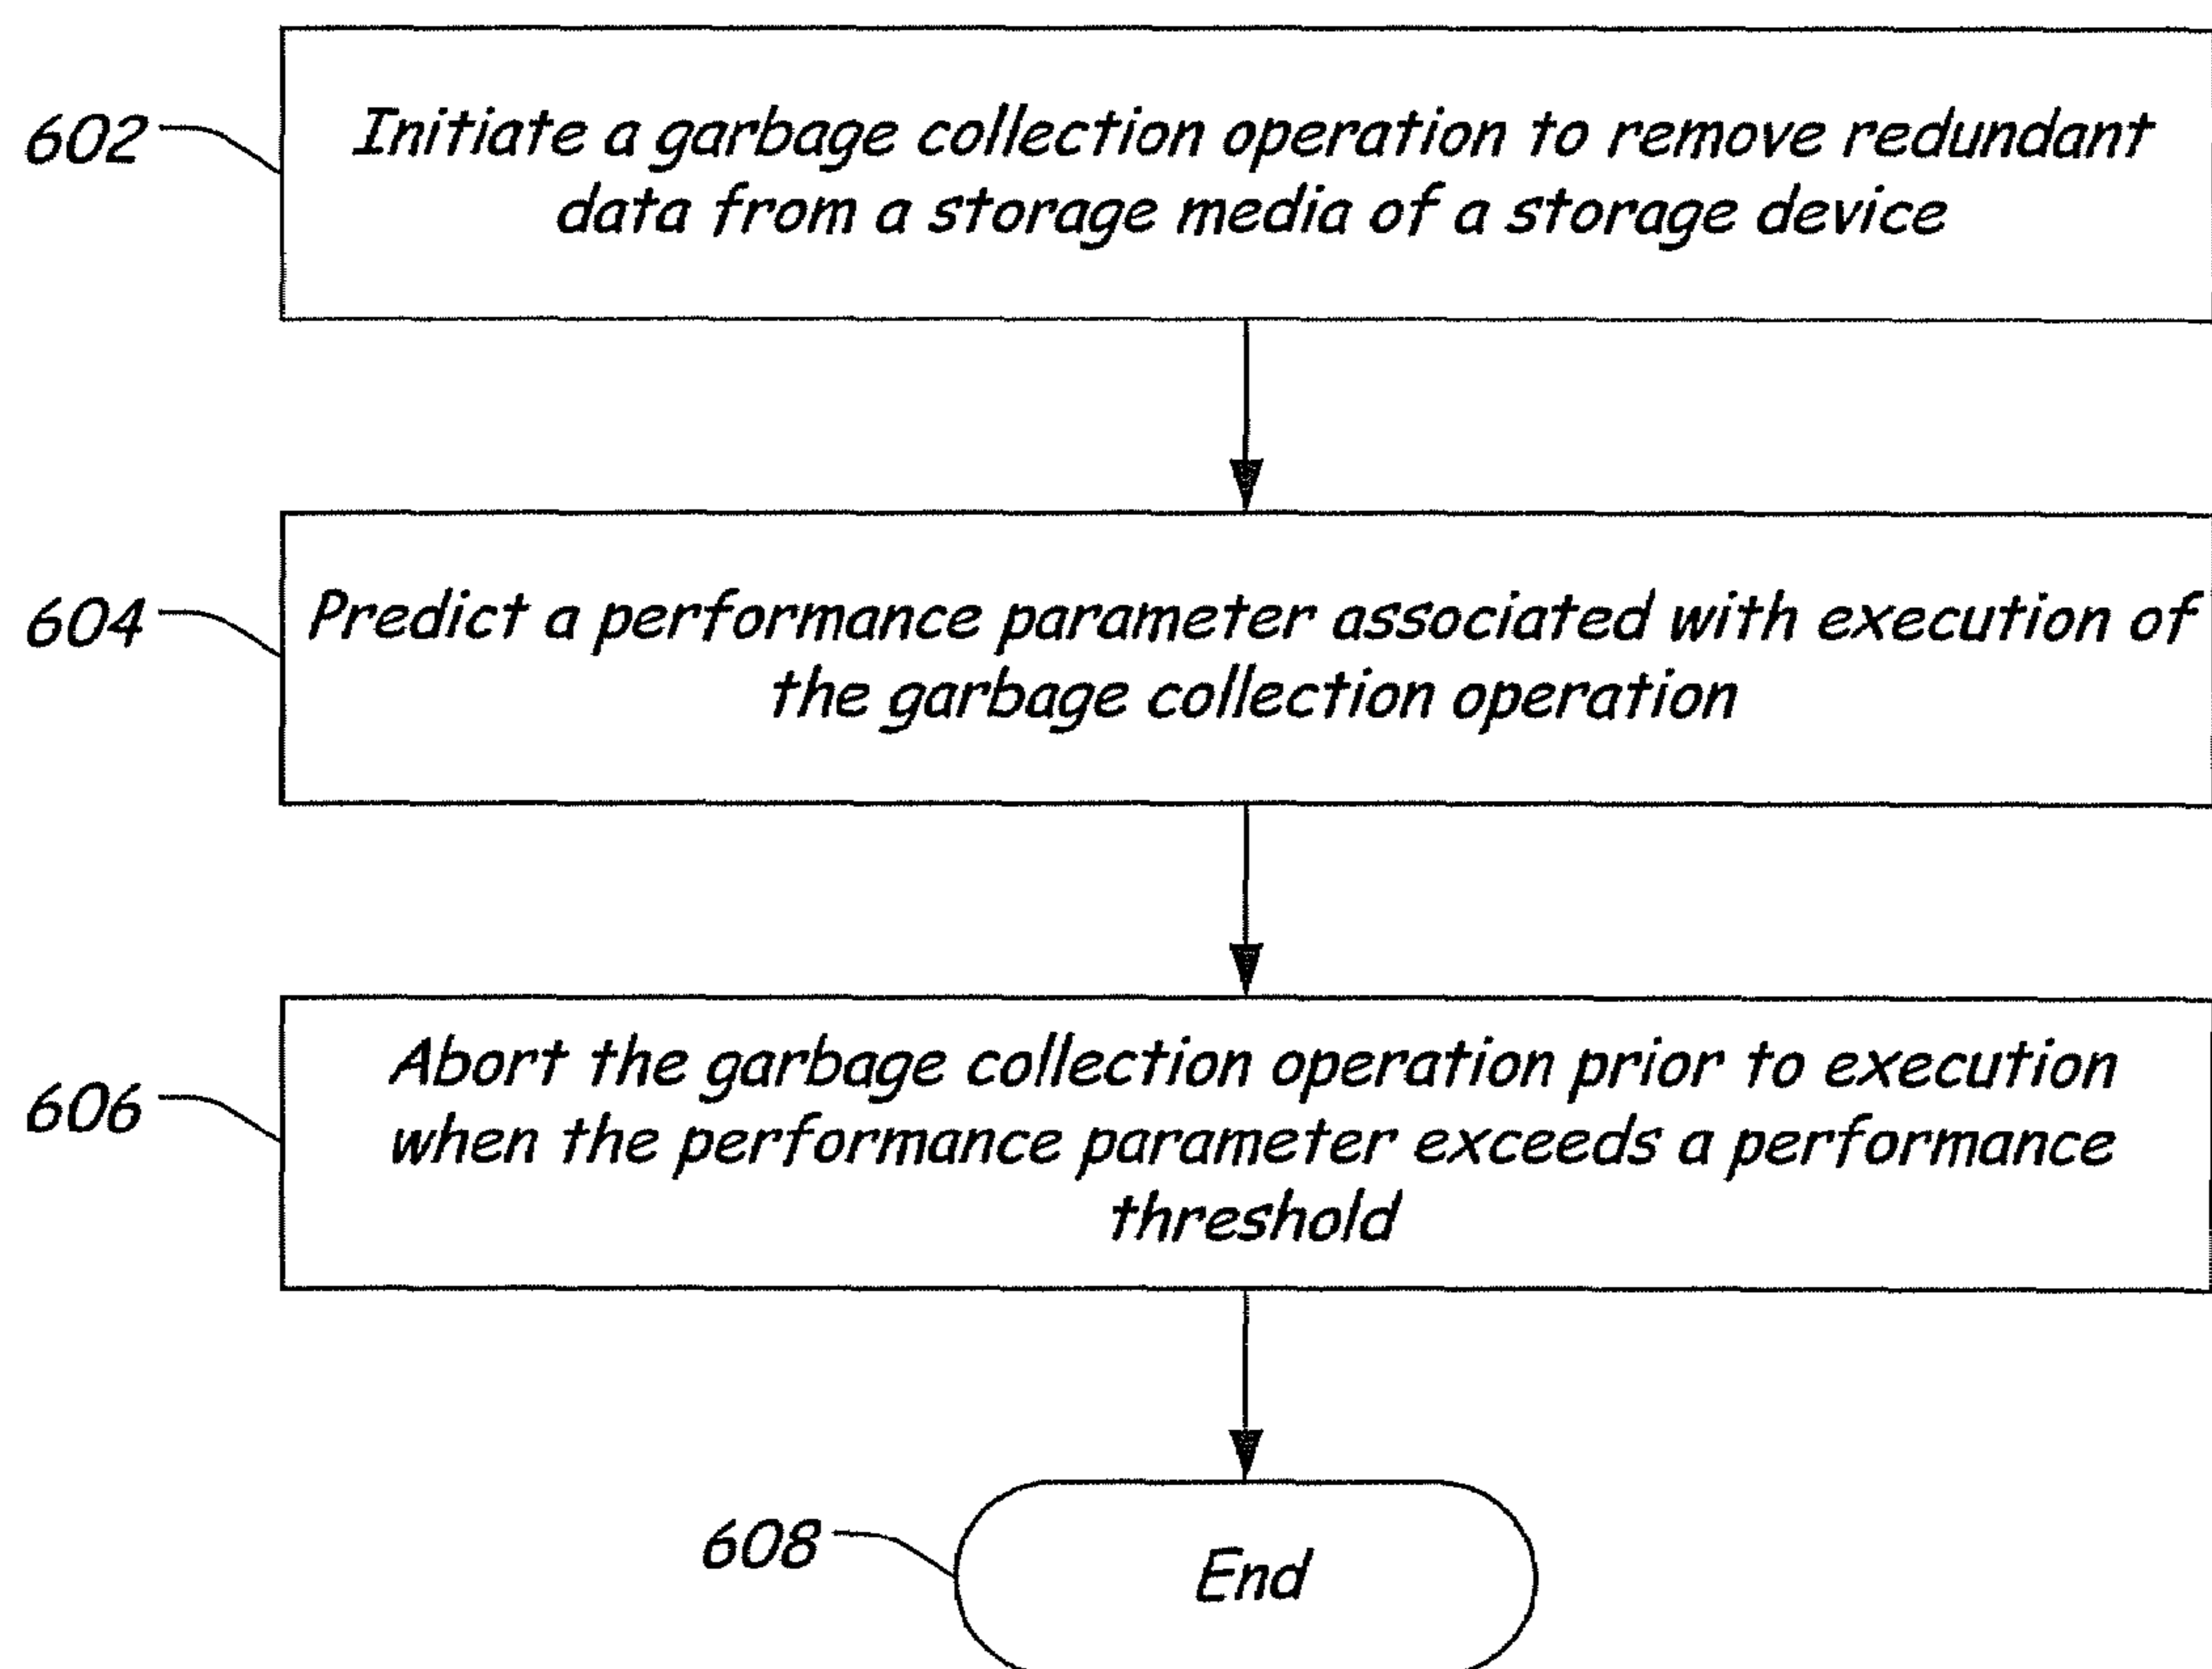 602
Initiate a garbage collection operation to remove redundant
data from a storage media of a storage device
604
Predict a performance parameter associated with execution of
the garbage collection operation
606
Abort the garbage collection operation prior to execution
when the performance parameter exceeds a performance
threshold
608
End